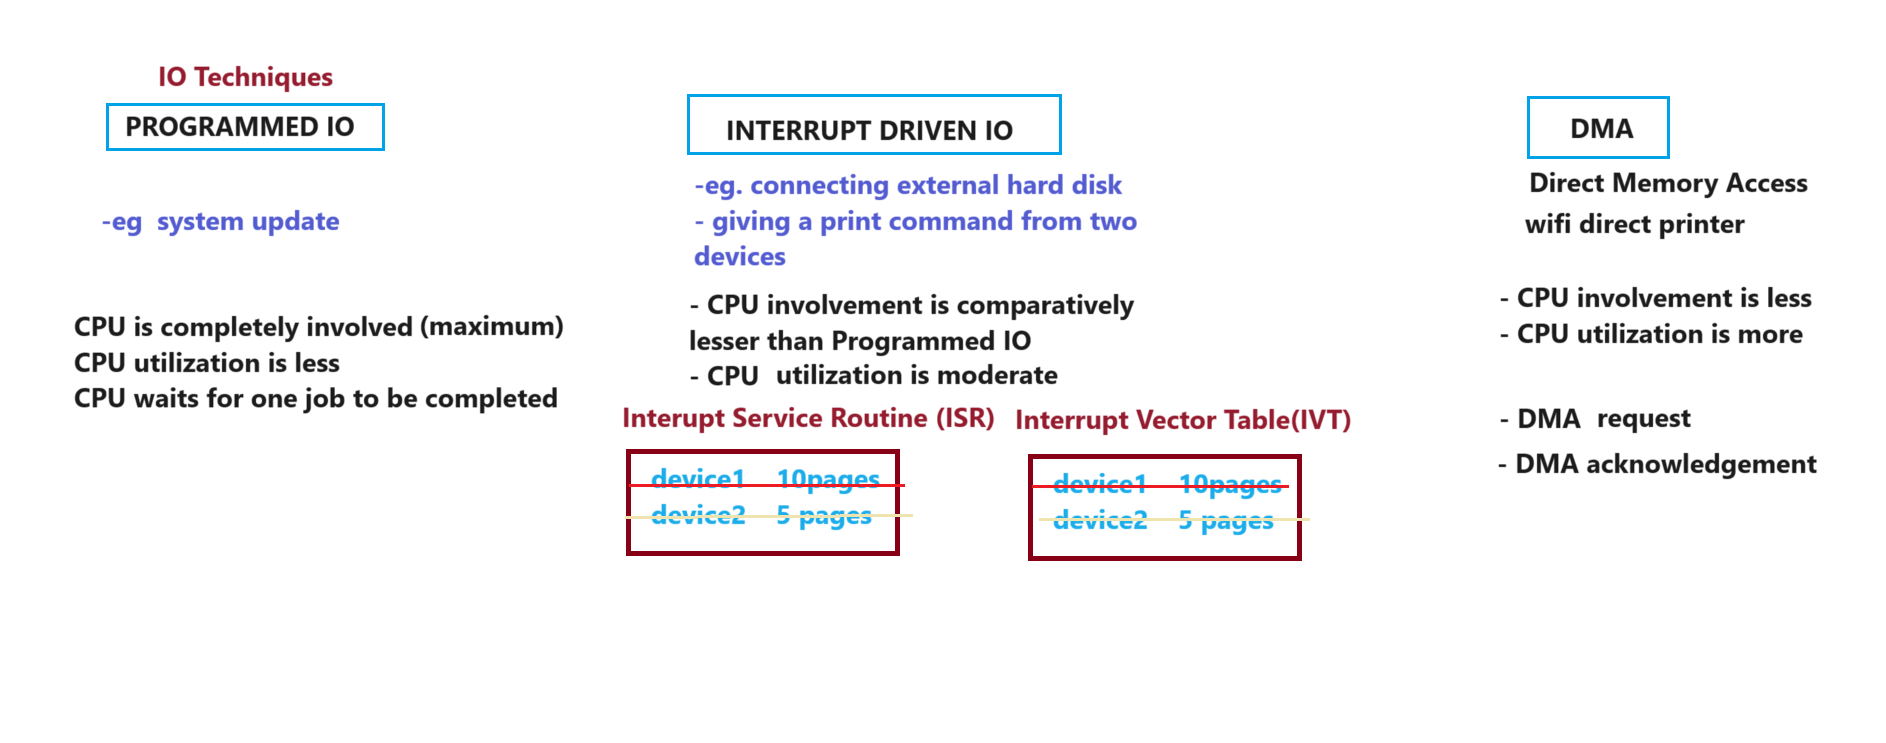 IO Techniques
PROGRAMMED IO
-eg  system update
CPU is completely involved (maximum)
CPU utilization is less
CPU waits for one job to be completed
INTERRUPT DRIVEN IO
-eg. connecting external hard disk
- giving a print command from two
devices
- CPU involvement is comparatively
lesser than Programmed IO
- CPU  utilization is moderate
Interupt Service Routine (ISR)
device1    10pages
device2    5 pages
Interrupt Vector Table(IVT)
device1    10pages
device2    5 pages
DMA
Direct Memory Access
wifi direct printer
- CPU involvement is less
- CPU utilization is more
- DMA  request
- DMA acknowledgement